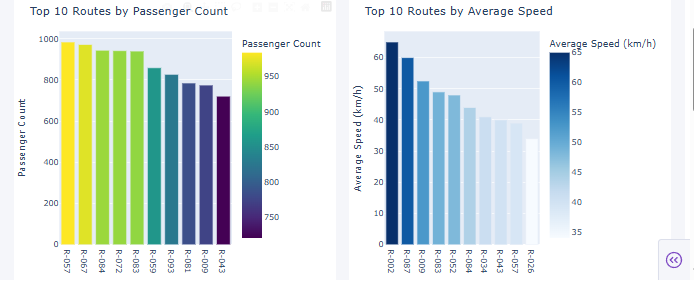 Top 10 Routes by Passenger Count
Passenger Count
1000
800
600
400
200
0
Passenger Count
950
900
850
800
750
R-057
R-067
R-084
R-072
R-083
R-059
R-093
R-081
R-009
R-043
Top 10 Routes by Average Speed
Average Speed (km/h)
60
50
40
30
20
10
0
Average Speed (km/h)
65
60
55
50
45
40
35
R-002
R-087
R-009
R-083
R-052
R-084
R-034
R-043
R-057
R-026